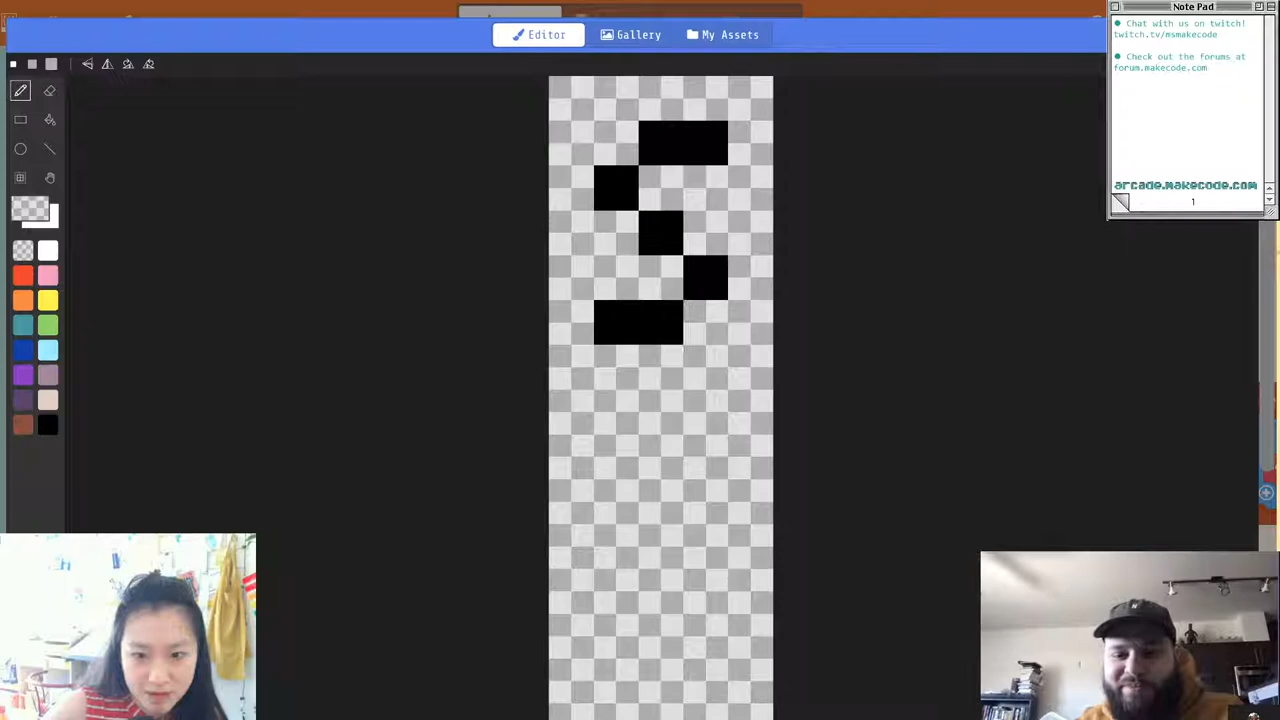 Note Pad
Editor
Gallery
My Assets
Chat with us on twitch!
twitch.tv/msmakecode
Check out the forums at
forum.makecode.com
arcade.makecode.com
1
S